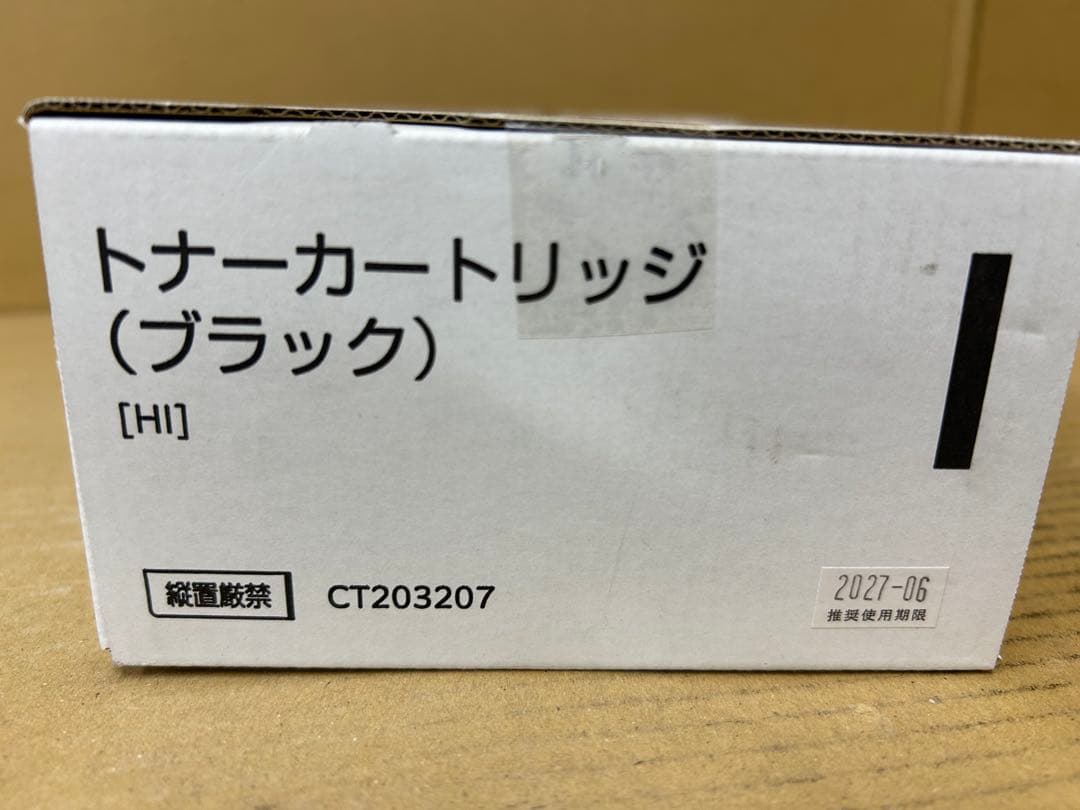 トナーカートリッジ
(ブラック)
[HI]
縦置厳禁
CT203207
2027-06
推奨使用期限